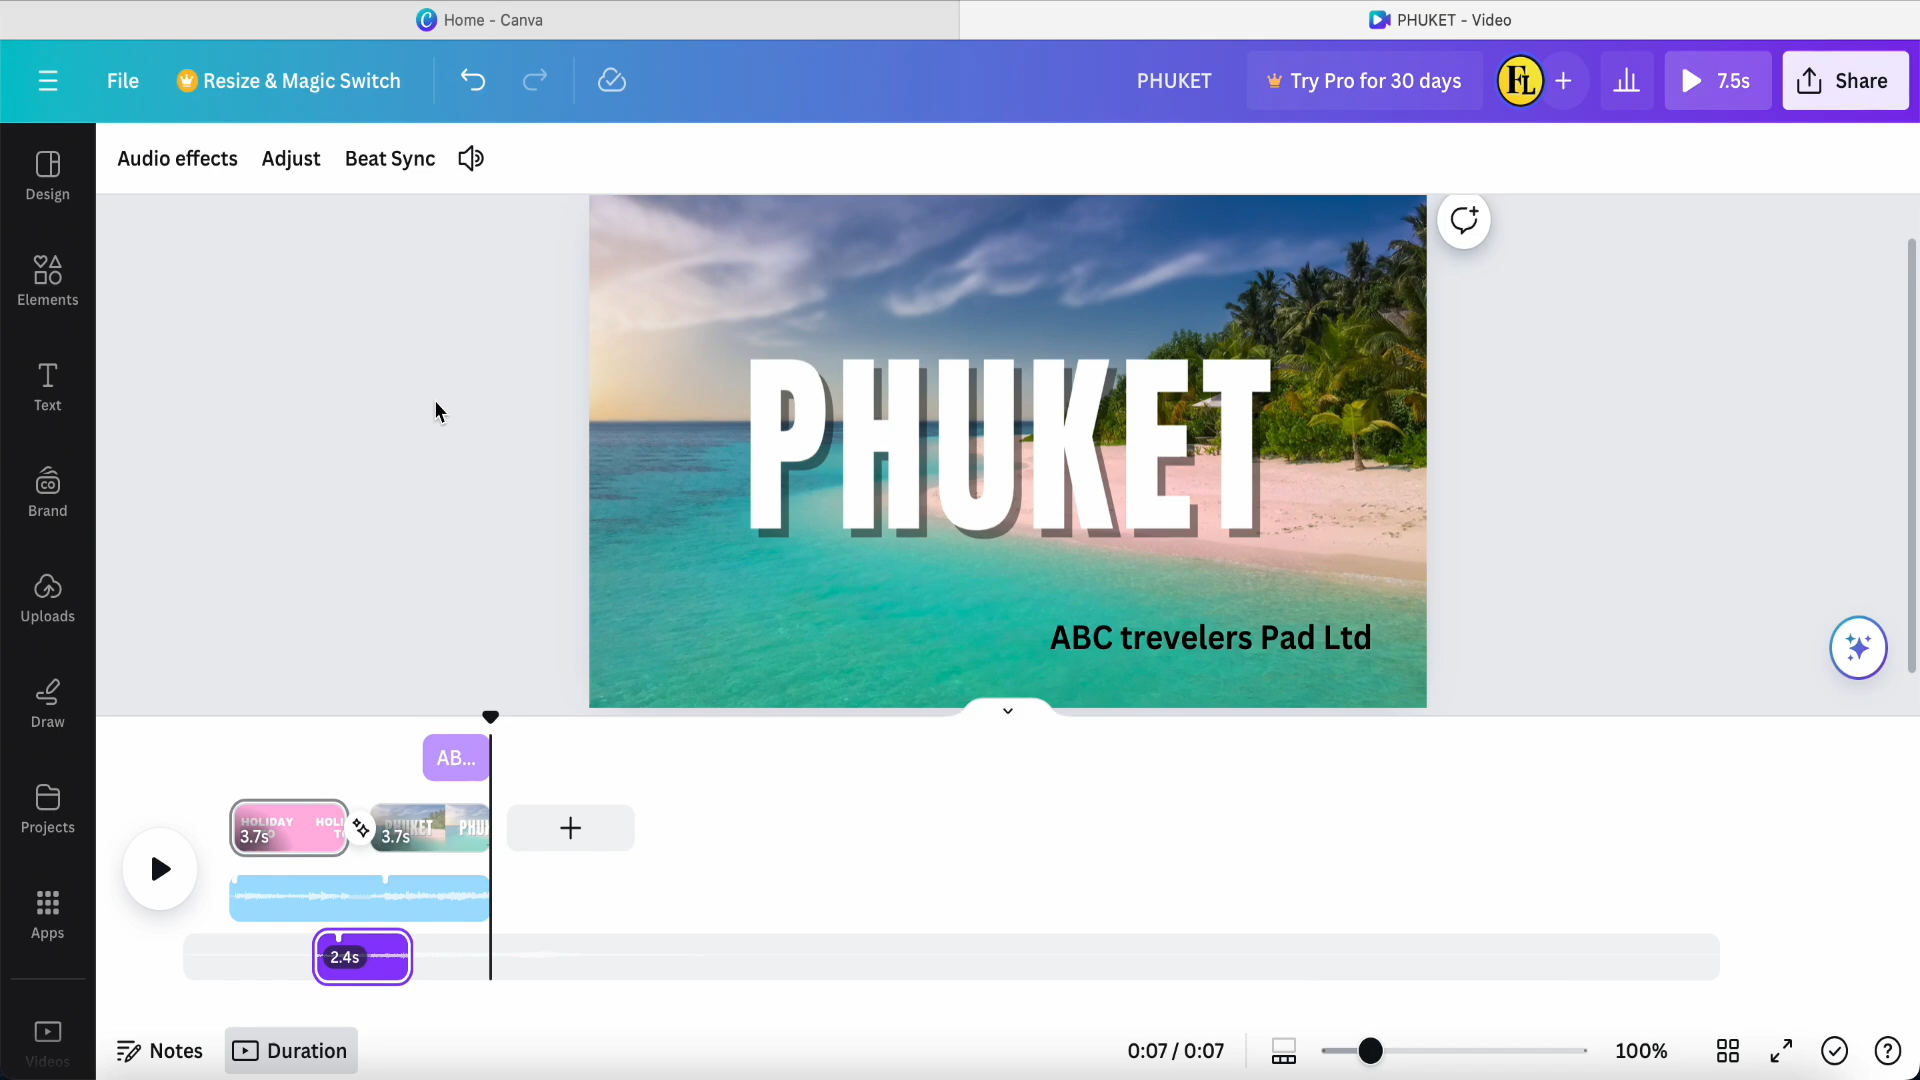 Home - Canva
PHUKET - Video
File
Resize & Magic Switch
PHUKET
Try Pro for 30 days
FL
7.5s
Share
Audio effects
Adjust
Beat Sync
Design
Elements
Text
Brand
Uploads
Draw
Projects
Apps
Videos
PHUKET
ABC trevelers Pad Ltd
AB...
HOLIDAY
3.7s
3.7s
2.4s
Notes
Duration
0:07 / 0:07
100%